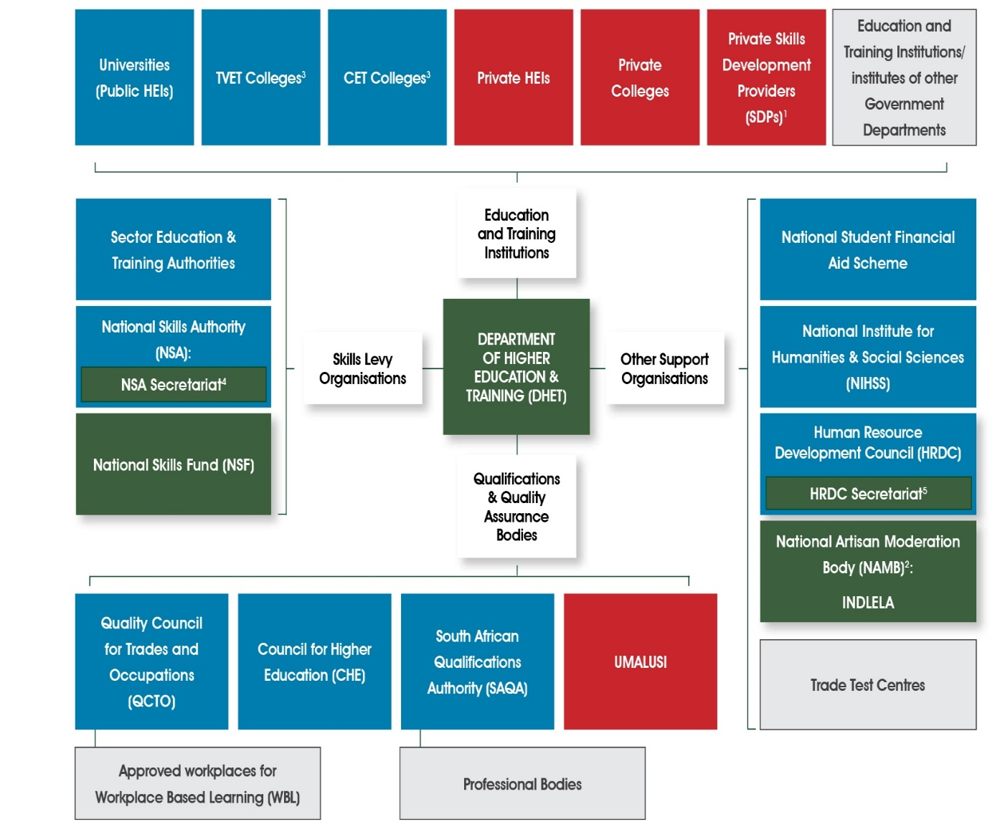 Universities
(Public HEIs)
TVET Colleges³
CET Colleges³
Private HEIs
Private
Colleges
Private Skills
Development
Providers
(SDPs)¹
Education and
Training Institutions/
institutes of other
Government
Departments
Education
and Training
Institutions
Sector Education &
Training Authorities
National Skills Authority
(NSA):
NSA Secretariat⁴
National Skills Fund (NSF)
Skills Levy
Organisations
DEPARTMENT
OF HIGHER
EDUCATION &
TRAINING (DHET)
Other Support
Organisations
National Student Financial
Aid Scheme
National Institute for
Humanities & Social Sciences
(NIHSS)
Human Resource
Development Council (HRDC)
HRDC Secretariat⁵
National Artisan Moderation
Body (NAMB)²:
INDLELA
Trade Test Centres
Qualifications
& Quality
Assurance
Bodies
Quality Council
for Trades and
Occupations
(QCTO)
Council for Higher
Education (CHE)
South African
Qualifications
Authority (SAQA)
UMALUSI
Approved workplaces for
Workplace Based Learning (WBL)
Professional Bodies